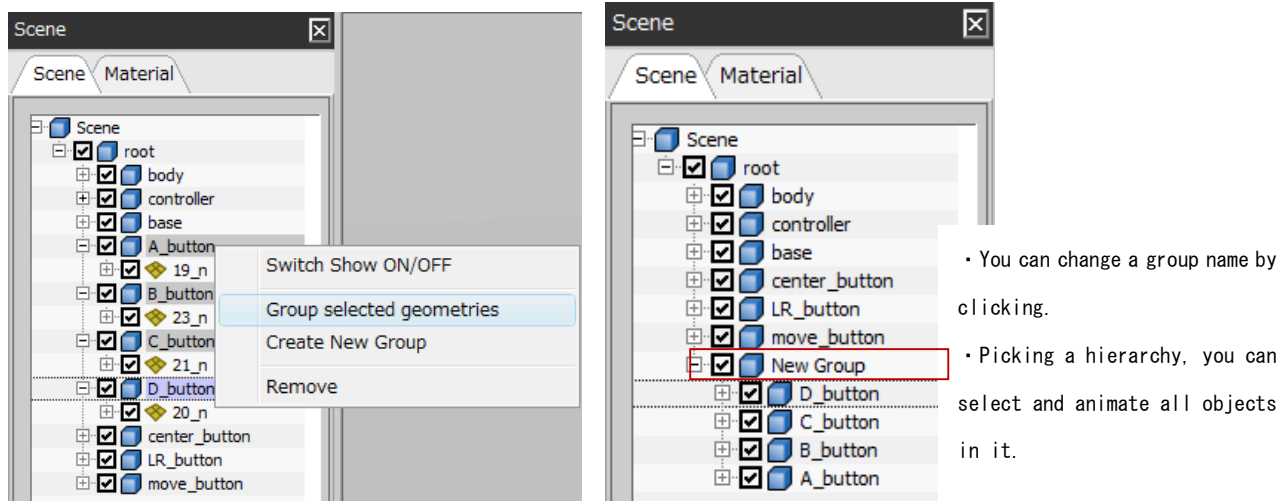 Scene
Scene Material
Scene
root
body
controller
base
A_button
19_n
B_button
23_n
C_button
21_n
D_button
20_n
center_button
LR_button
move_button
Switch Show ON/OFF
Group selected geometries
Create New Group
Remove
Scene
Scene Material
Scene
root
body
controller
base
center_button
LR_button
move_button
New Group
D_button
C_button
B_button
A_button
・You can change a group name by
clicking.
・Picking a hierarchy, you can
select and animate all objects
in it.